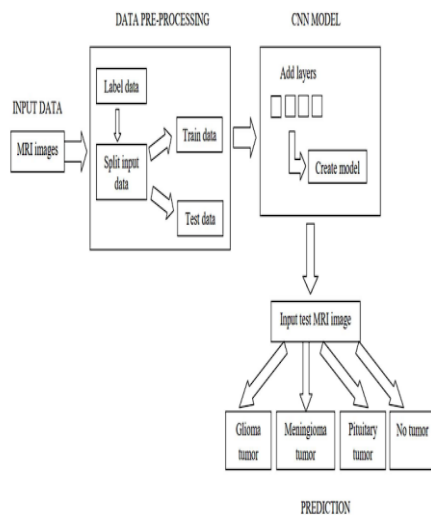 DATA PRE-PROCESSING
CNN MODEL
INPUT DATA
MRI images
Label data
Split input
data
Train data
Test data
Add layers
Create model
Input test MRI image
Glioma
tumor
Meningioma
tumor
Pituitary
tumor
No tumor
PREDICTION